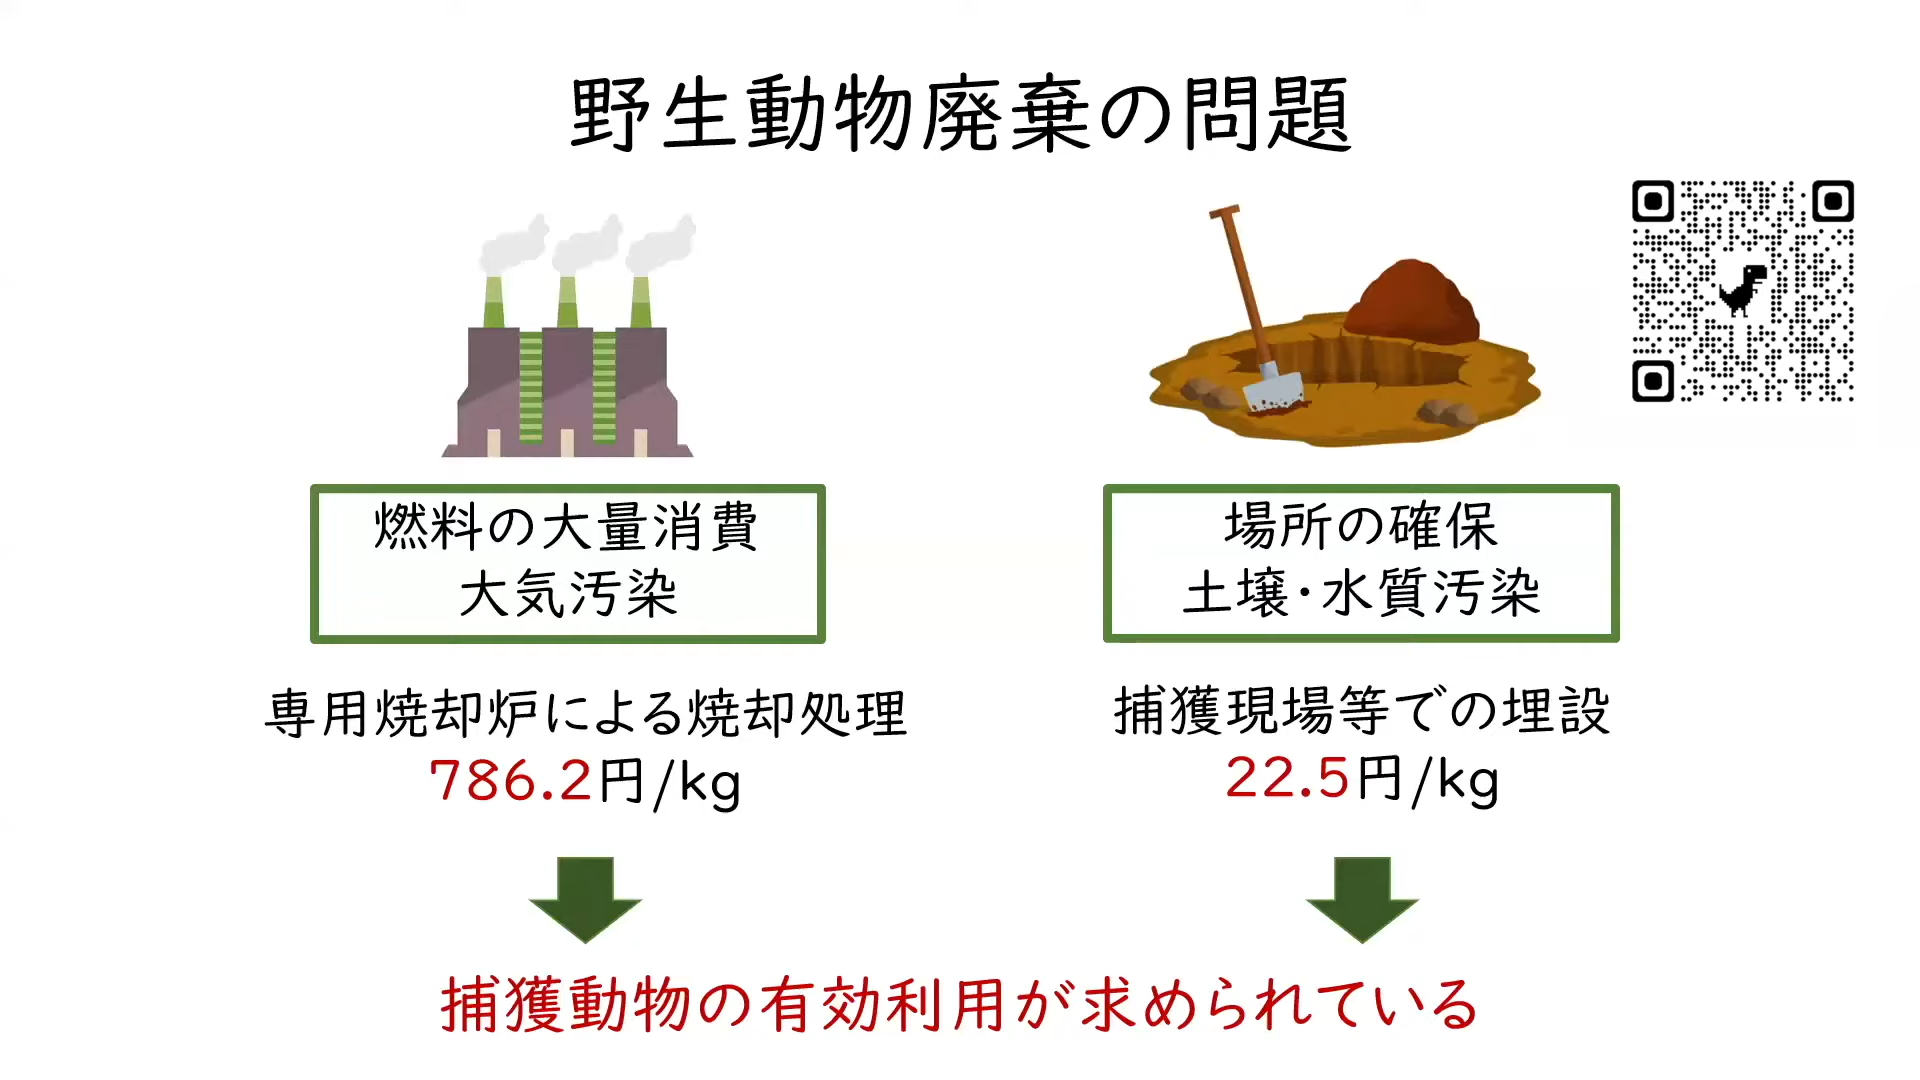 野生動物廃棄の問題
燃料の大量消費
大気汚染
専用焼却炉による焼却処理
786.2円/kg
場所の確保
土壌・水質汚染
捕獲現場等での埋設
22.5円/kg
捕獲動物の有効利用が求められている